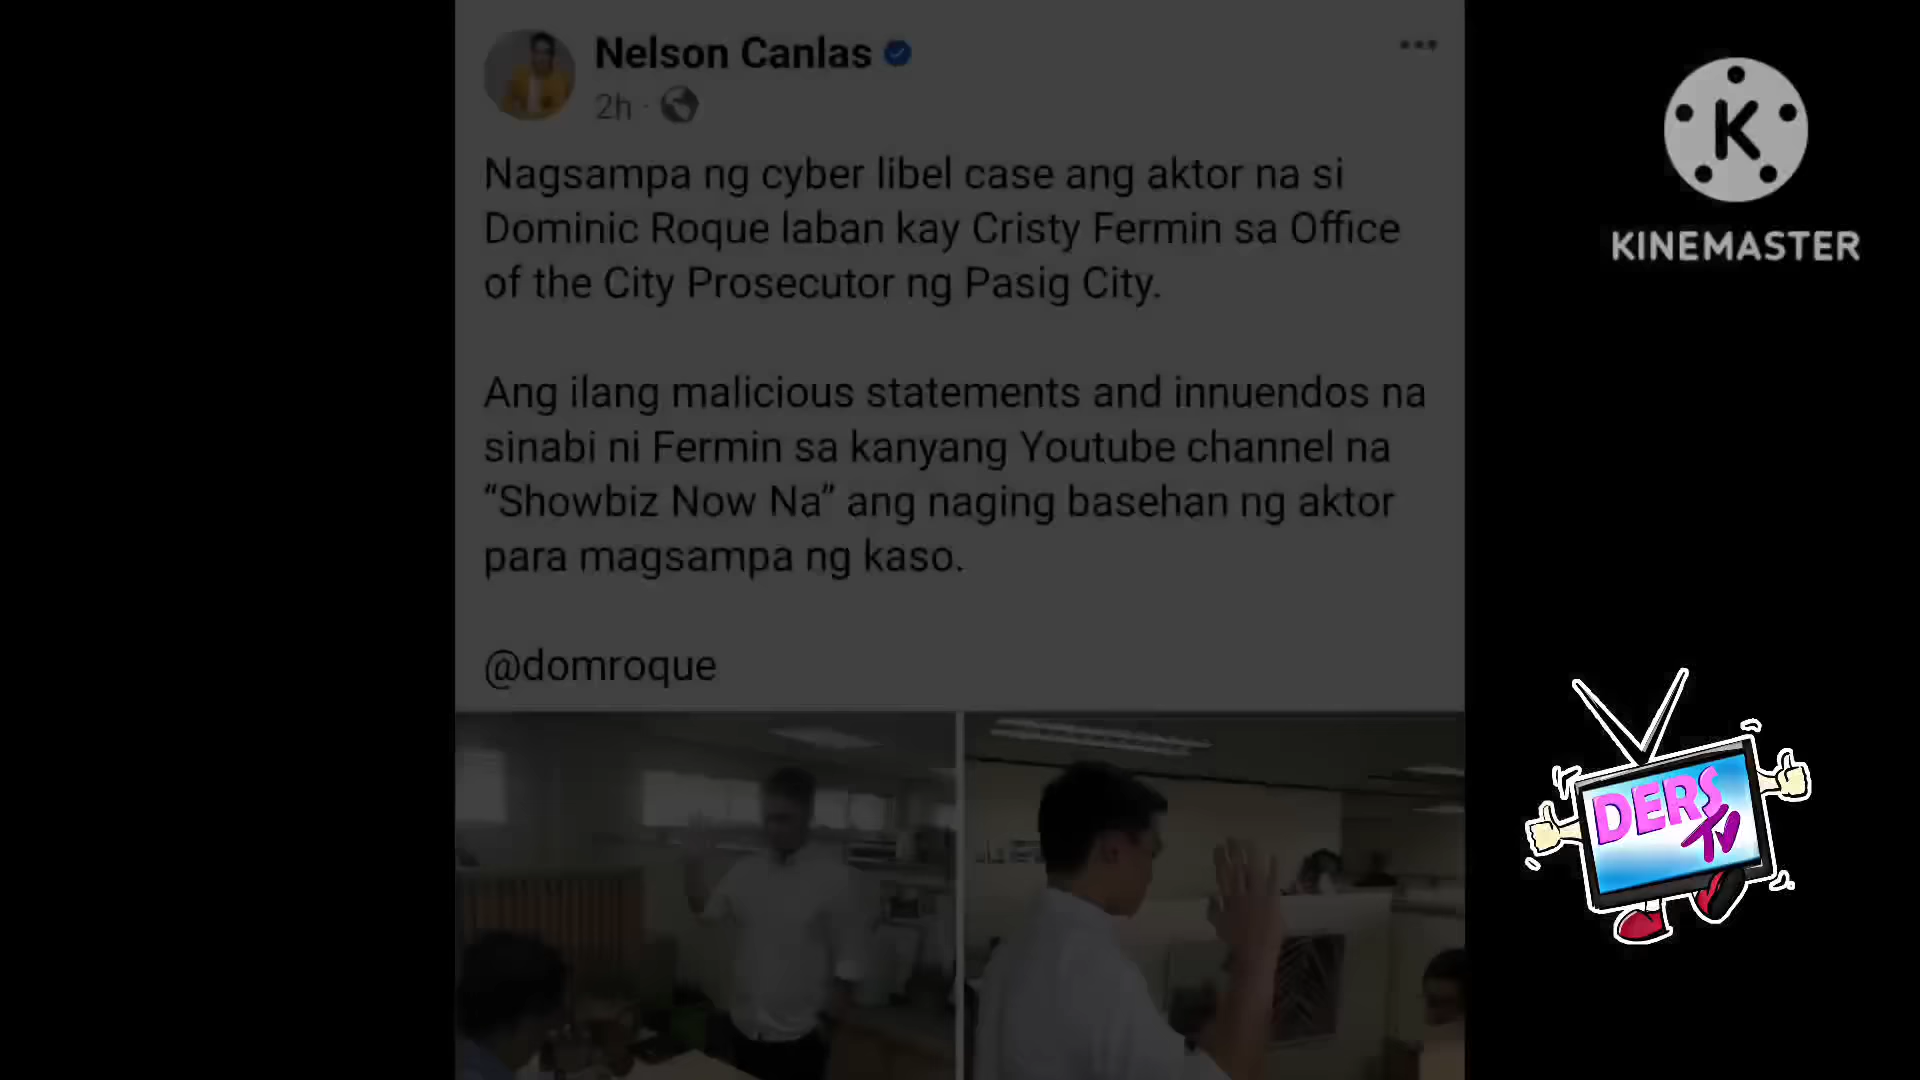 Nelson Canlas
2h ·
Nagsampa ng cyber libel case ang aktor na si
Dominic Roque laban kay Cristy Fermin sa Office
of the City Prosecutor ng Pasig City.
Ang ilang malicious statements and innuendos na
sinabi ni Fermin sa kanyang Youtube channel na
“Showbiz Now Na” ang naging basehan ng aktor
para magsampa ng kaso.
@domroque
K
KINEMASTER
DERS
TV